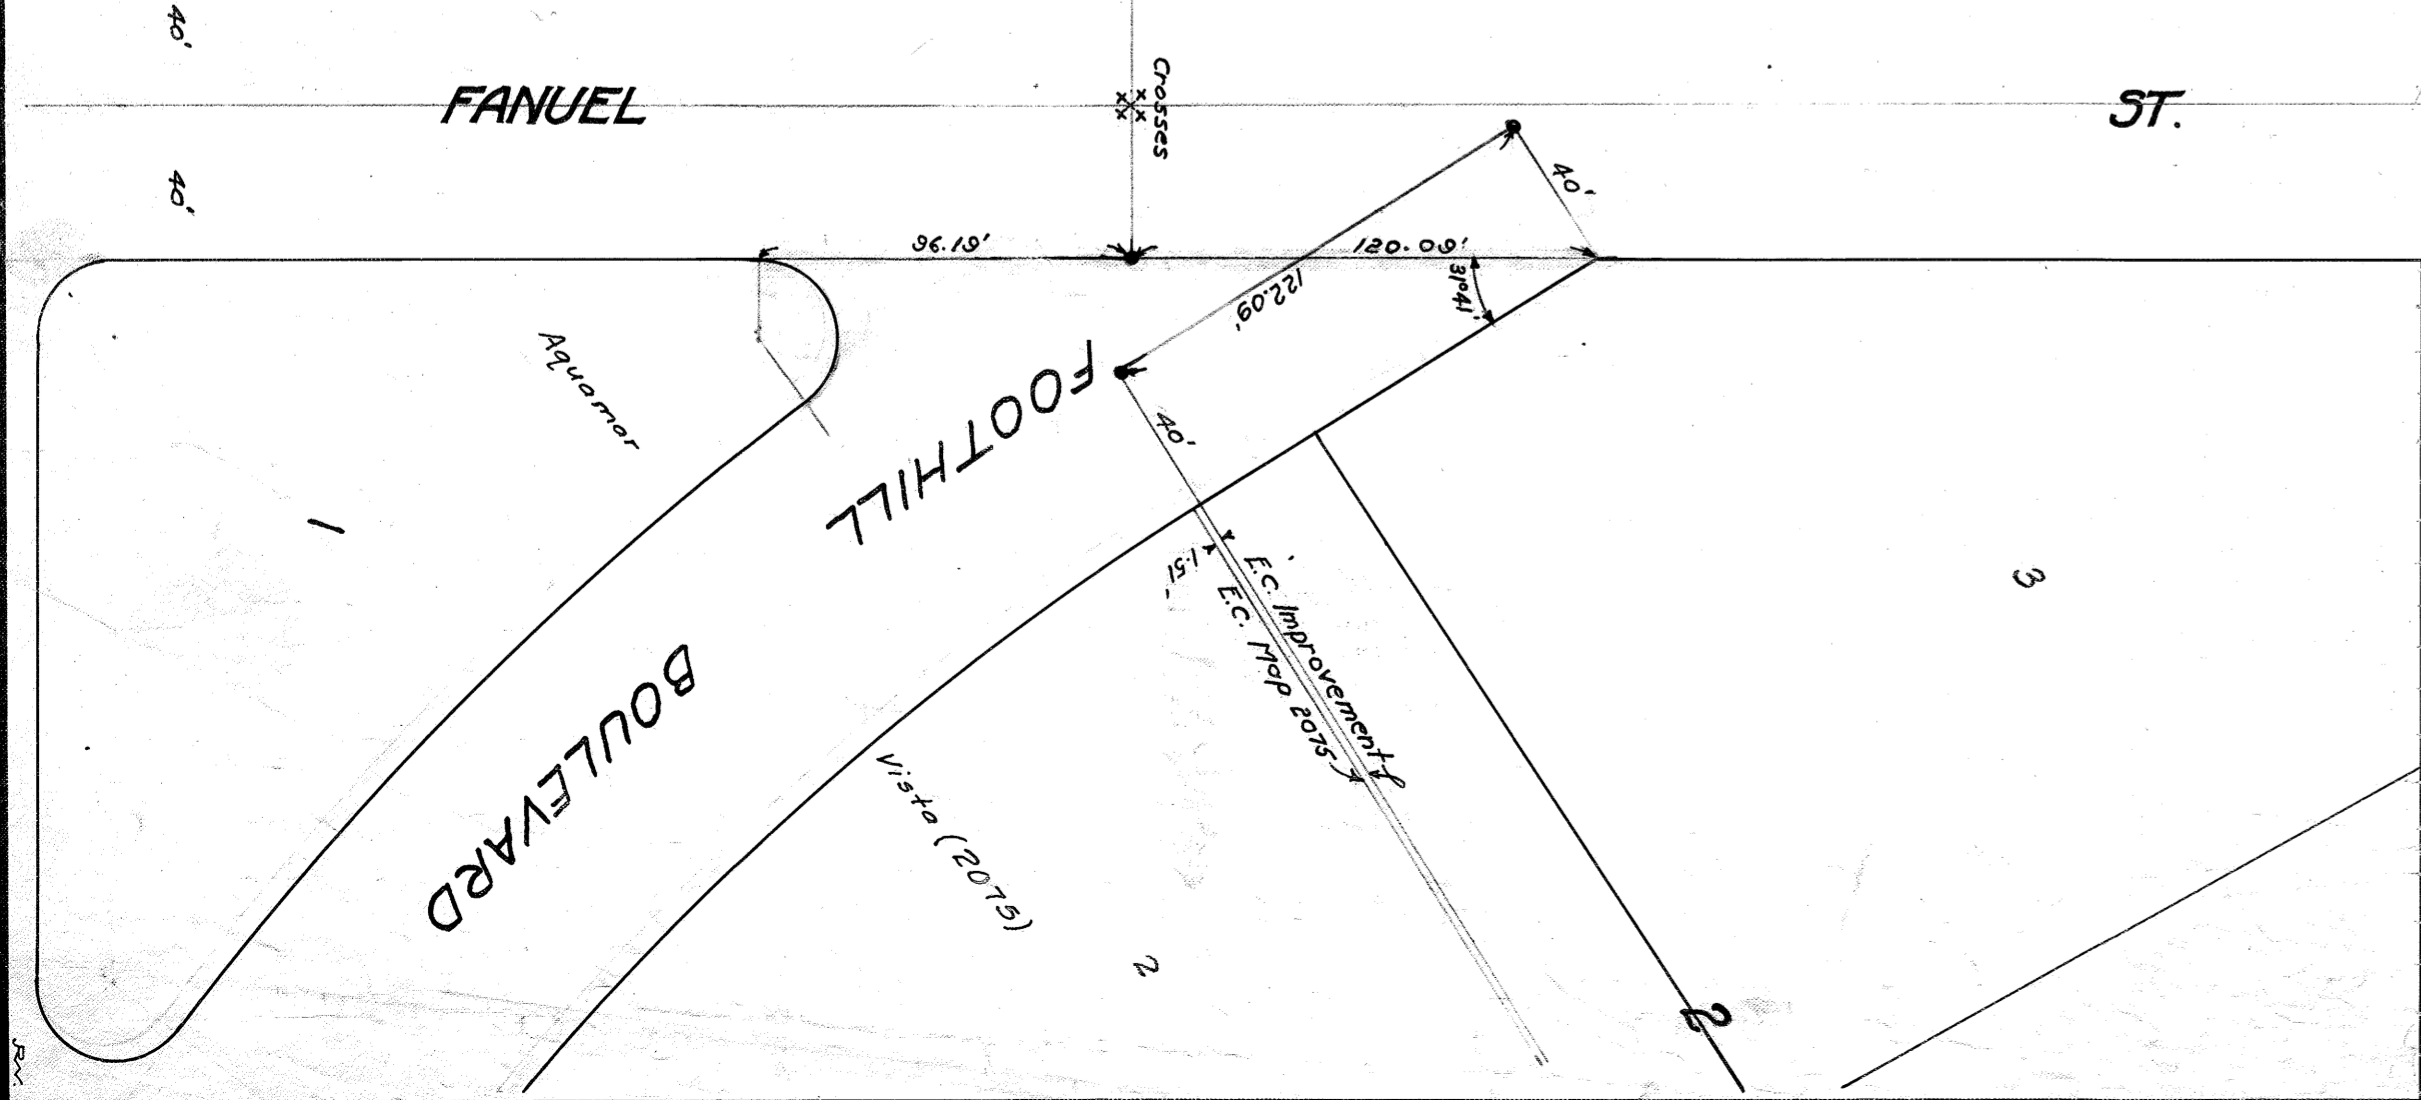 40'
FANUEL
Crosses
ST.
40'
40'
96.19'
120.09'
31°41'
122.09'
FOOTHILL
40'
Aquamar
1
1.51
E.C. Improvement
E.C. Map 2075
3
BOULEVARD
Vista (2075)
2
2